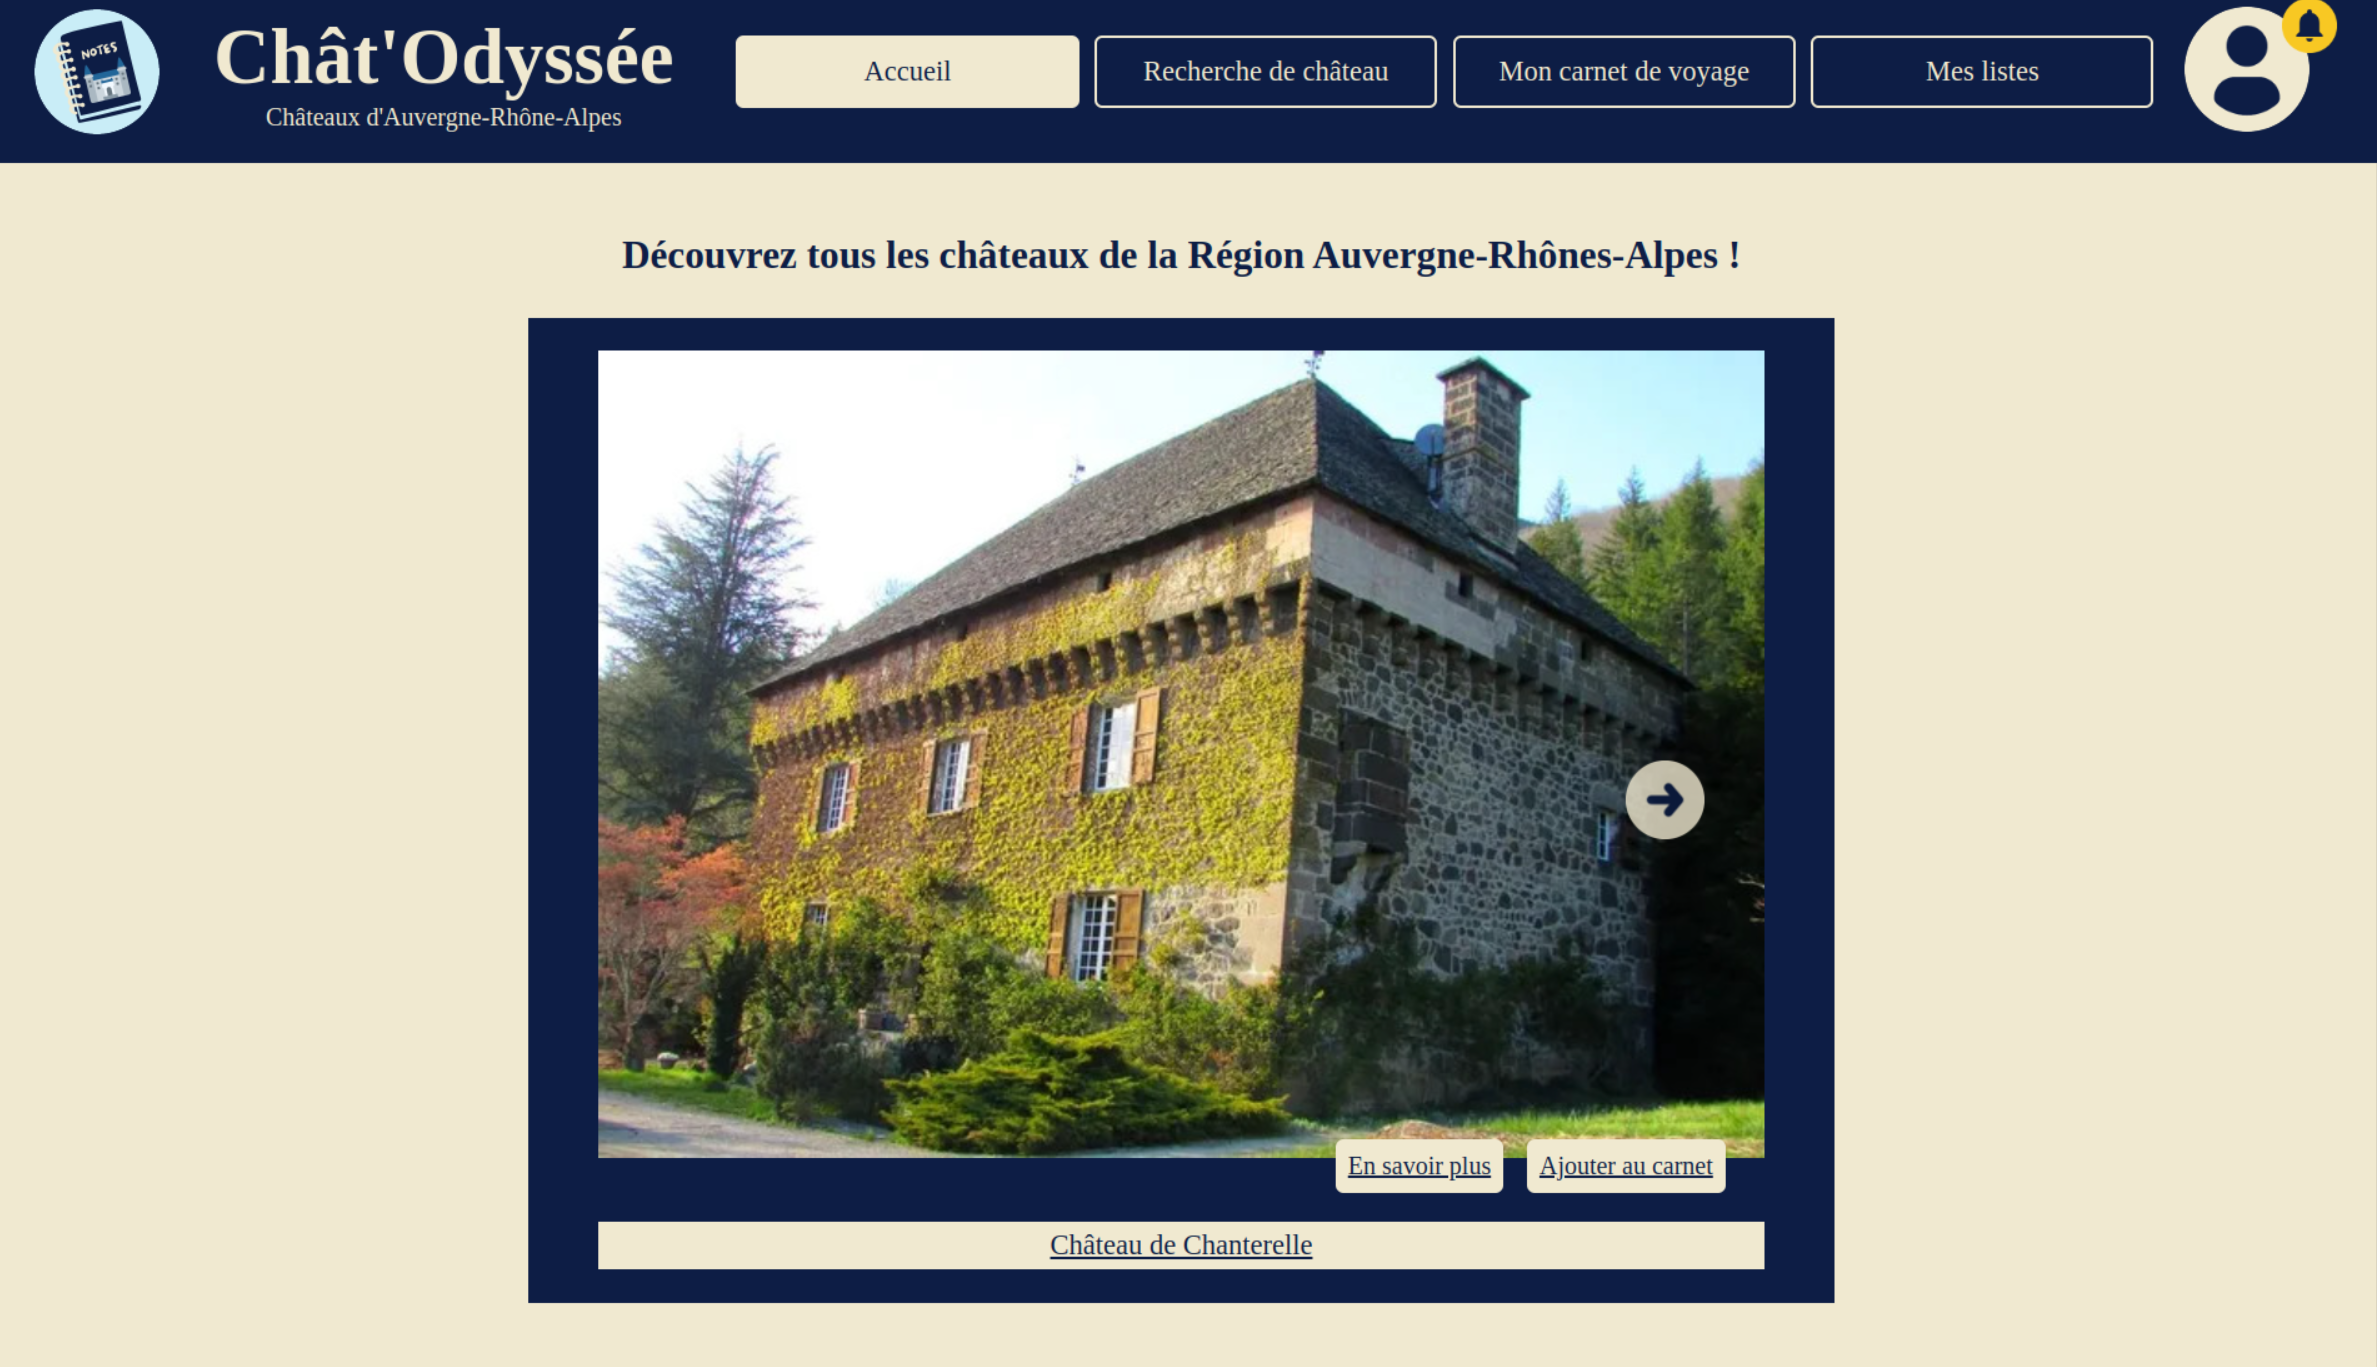 NOTES
Chât'Odyssée
Châteaux d'Auvergne-Rhône-Alpes
Accueil
Recherche de château
Mon carnet de voyage
Mes listes
Découvrez tous les châteaux de la Région Auvergne-Rhônes-Alpes !
En savoir plus
Ajouter au carnet
Château de Chanterelle